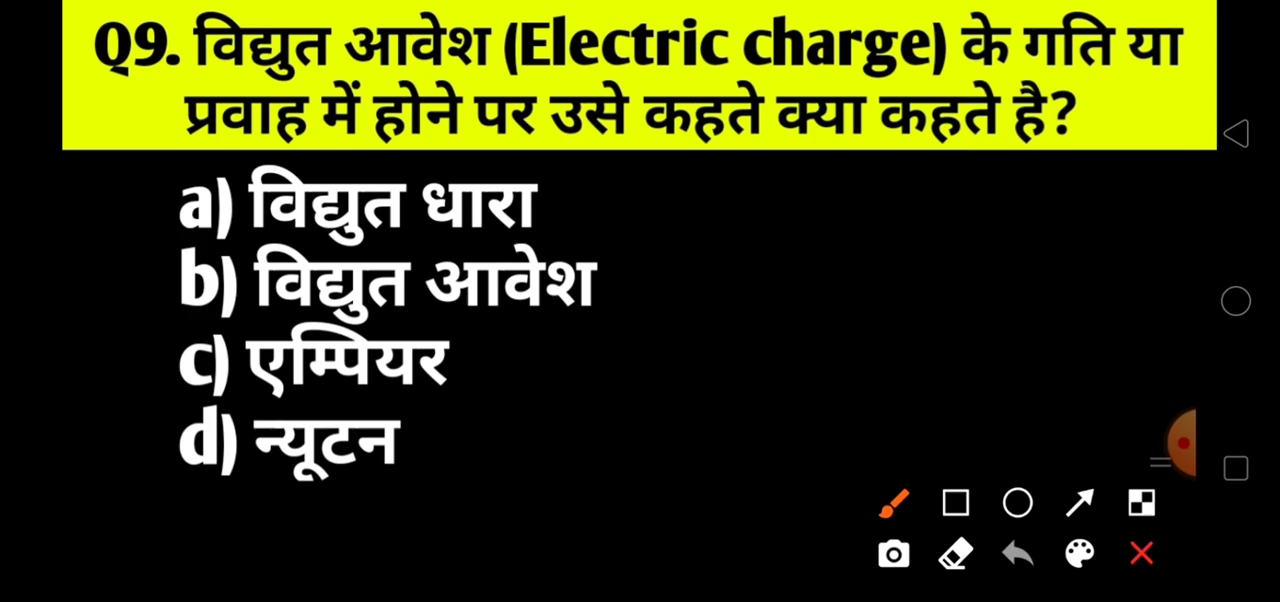 Q9. विद्युत आवेश (Electric charge) के गति या
प्रवाह में होने पर उसे कहते क्या कहते है?
a) विद्युत धारा
b) विद्युत आवेश
c) एम्पियर
d) न्यूटन